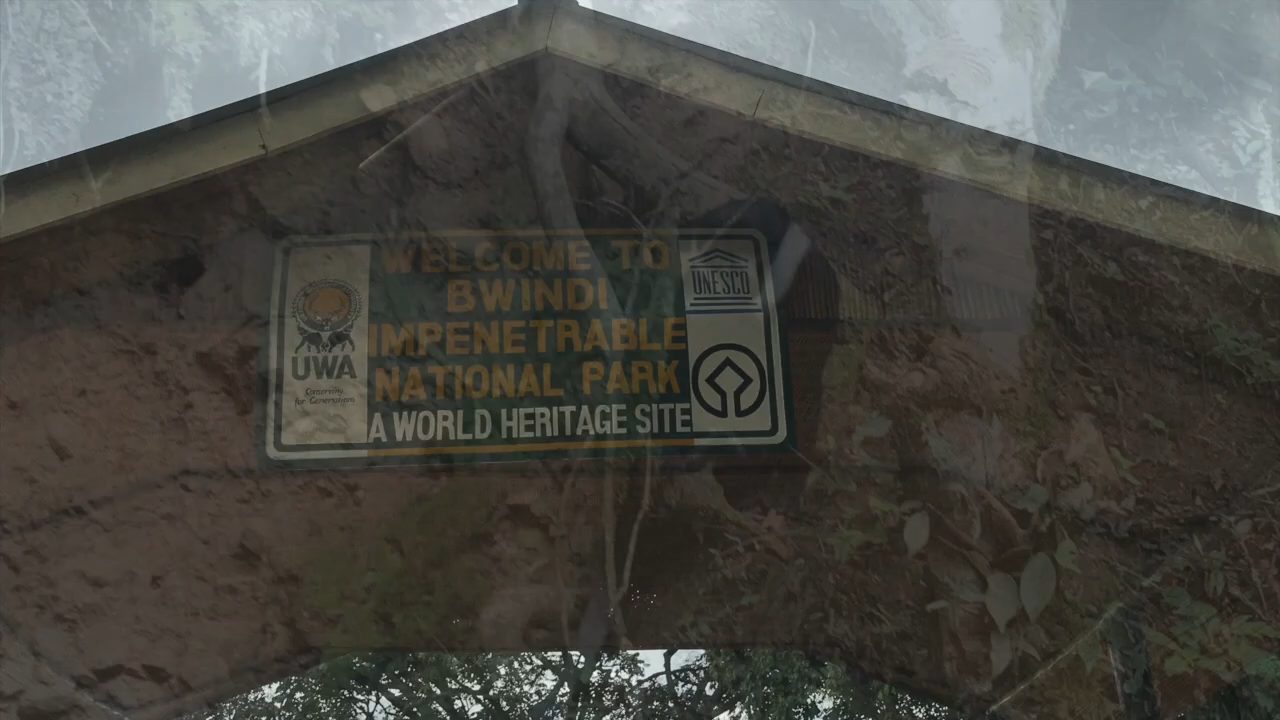 WELCOME TO
BWINDI
IMPENETRABLE
NATIONAL PARK
A WORLD HERITAGE SITE
UWA
Conserving
for Generations
UNESCO